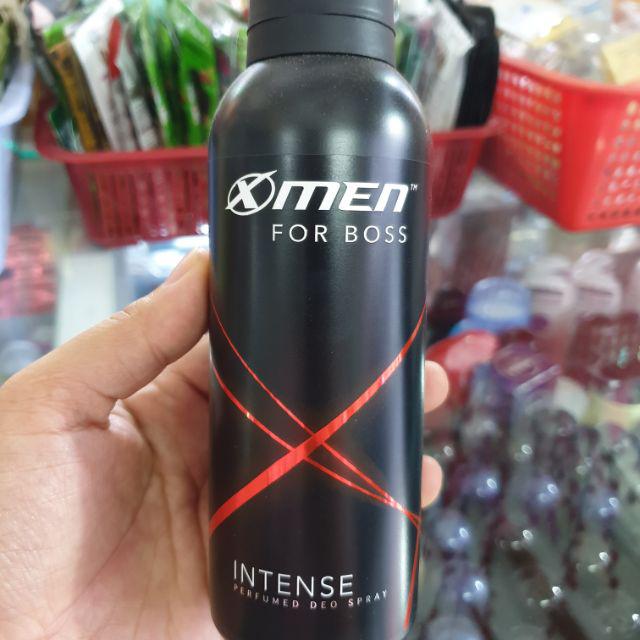 XMEN™
FOR BOSS
INTENSE
PERFUMED DEO SPRAY